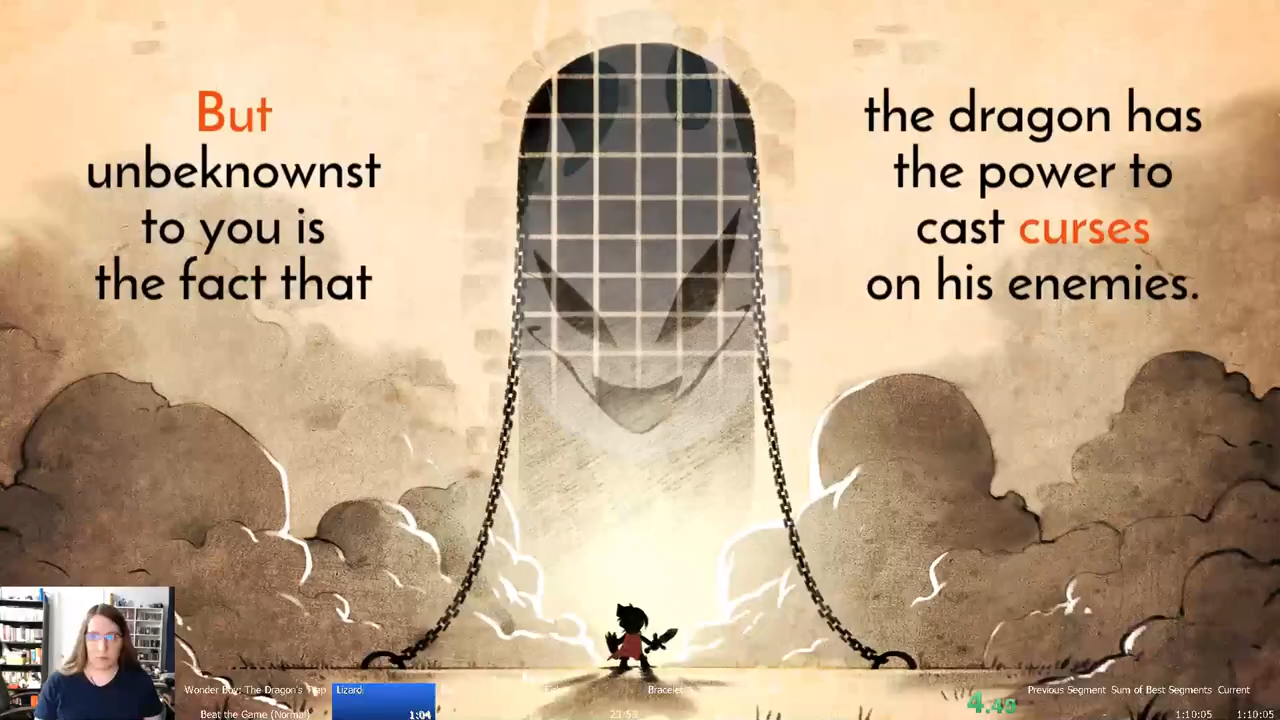 But
unbeknownst
to you is
the fact that
the dragon has
the power to
cast curses
on his enemies.
Wonder Boy: The Dragon's Trap
Beat the Game (Normal)
Lizard
1:04
23:53
Bracelet
4.49
Previous Segment
Sum of Best Segments
1:10:05
Current
1:10:05